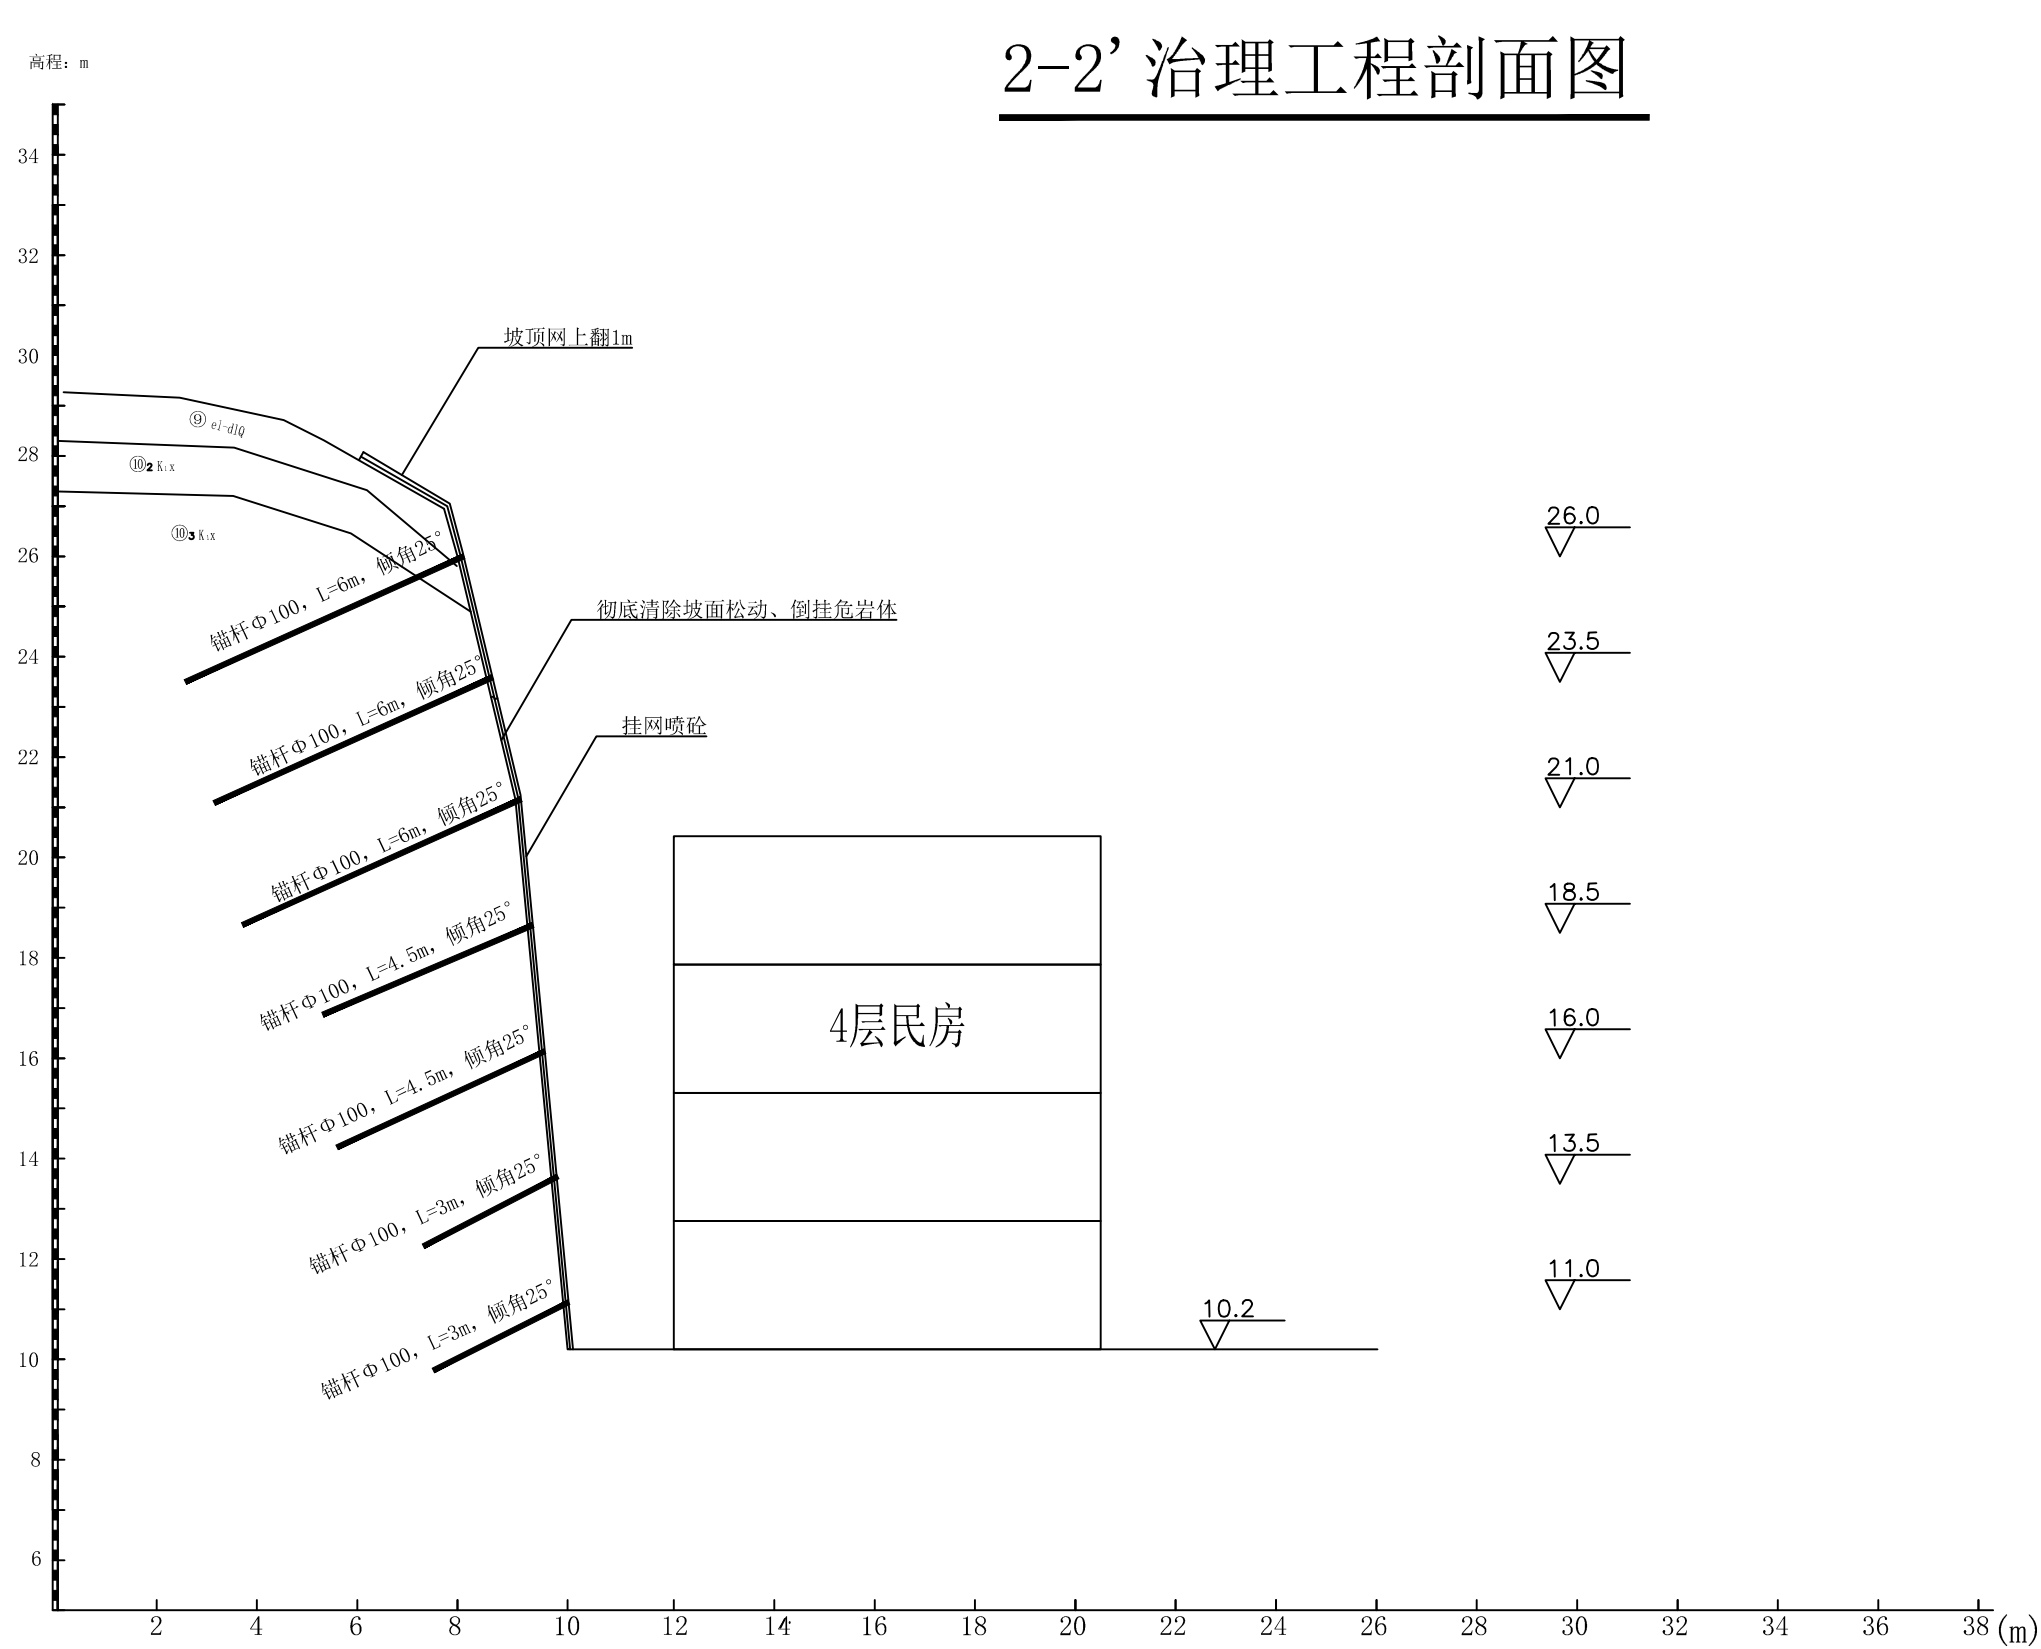 2-2'治理工程剖面图
高程：m
34
32
30
28
26
24
22
20
18
16
14
12
10
8
6
坡顶网上翻1m
⑨ el-dlQ
⑩2 K₁x
⑩3 K₁x
锚杆Φ100，L=6m，倾角25°
彻底清除坡面松动、倒挂危岩体
锚杆Φ100，L=6m，倾角25°
挂网喷砼
锚杆Φ100，L=6m，倾角25°
锚杆Φ100，L=4.5m，倾角25°
锚杆Φ100，L=4.5m，倾角25°
锚杆Φ100，L=3m，倾角25°
锚杆Φ100，L=3m，倾角25°
4层民房
10.2
26.0
23.5
21.0
18.5
16.0
13.5
11.0
2 4 6 8 10 12 14 16 18 20 22 24 26 28 30 32 34 36 38 (m)